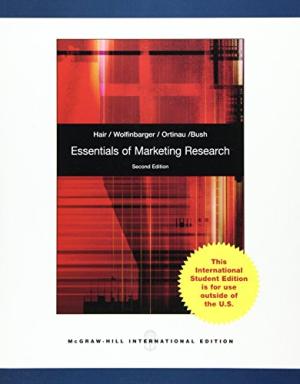 Hair / Wolfinbarger / Ortinau /Bush
Essentials of Marketing Research
Second Edition
This
International
Student Edition
is for use
outside of
the U.S.
McGRAW-HILL INTERNATIONAL EDITION